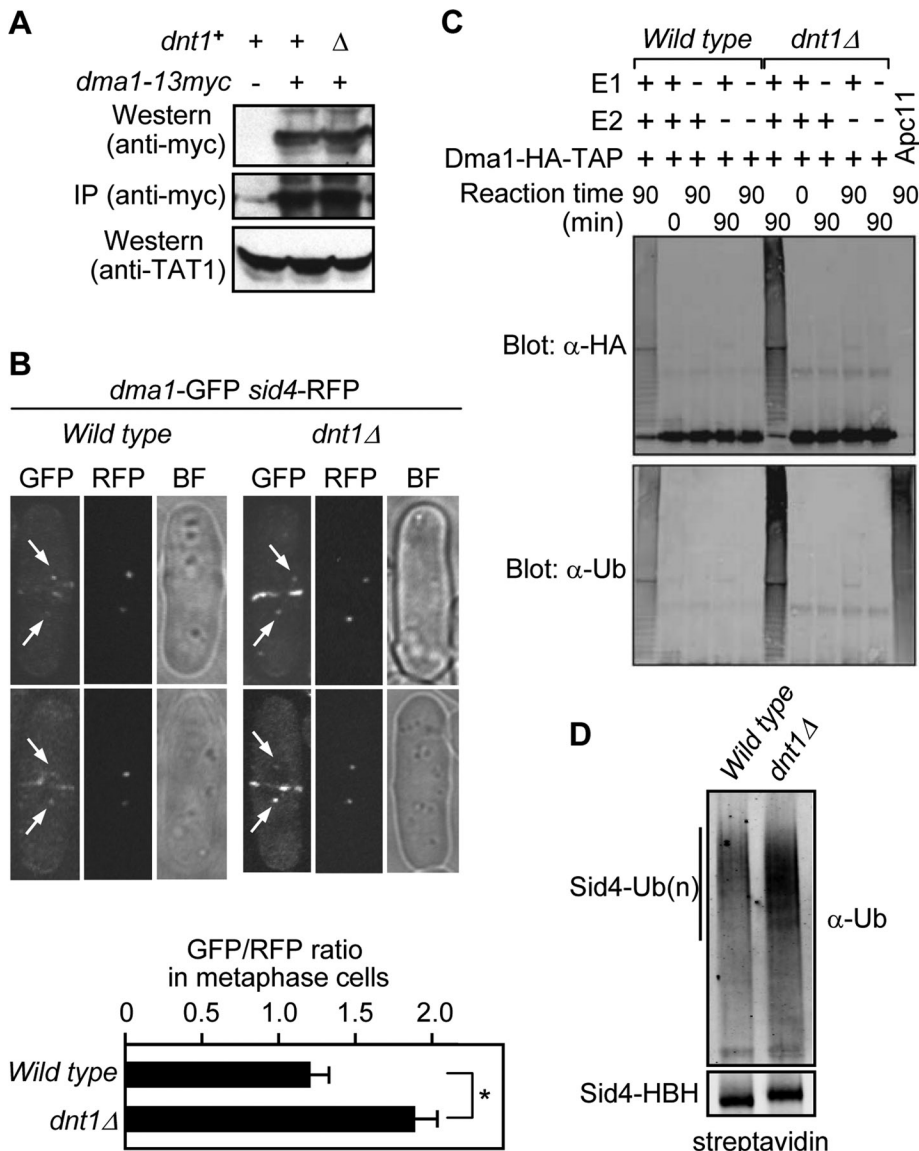 A
dnt1⁺ + + Δ
dma1-13myc - + +
Western
(anti-myc)
IP (anti-myc)
Western
(anti-TAT1)
B
dma1-GFP sid4-RFP
Wild type dnt1Δ
GFP RFP BF GFP RFP BF
GFP/RFP ratio
in metaphase cells
0 0.5 1.0 1.5 2.0
Wild type
dnt1Δ
*
C
Wild type dnt1Δ
E1 + + - + - + + - + -
E2 + + + - - + + + - -
Dma1-HA-TAP + + + + + + + + + +
Apc11
Reaction time 90 90 90 0 90 90
(min) 0 90 90 90 90 90
Blot: α-HA
Blot: α-Ub
D
Wild type
dnt1Δ
Sid4-Ub(n)
α-Ub
Sid4-HBH
streptavidin